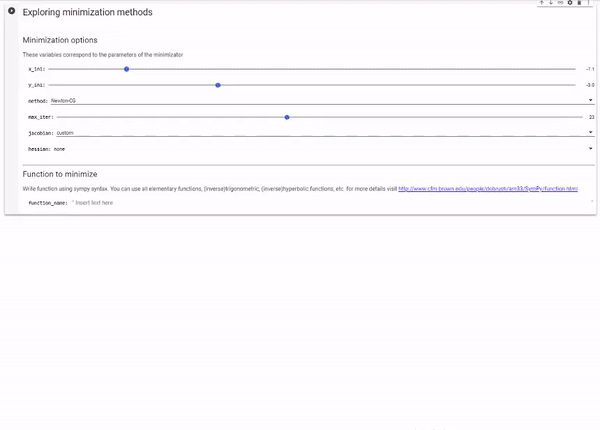 Exploring minimization methods
Minimization options
These variables correspond to the parameters of the minimizator
x_ini: -7.1
y_ini: -3.0
method: Newton-CG
max_iter: 23
jacobian: custom
hessian: none
Function to minimize
Write function using sympy syntax. You can use all elementary functions, (inverse)trigonometric, (inverse)hyperbolic functions, etc. for more details visit http://www.cfm.brown.edu/people/dobrush/am33/SymPy/function.html
function_name: " Insert text here "